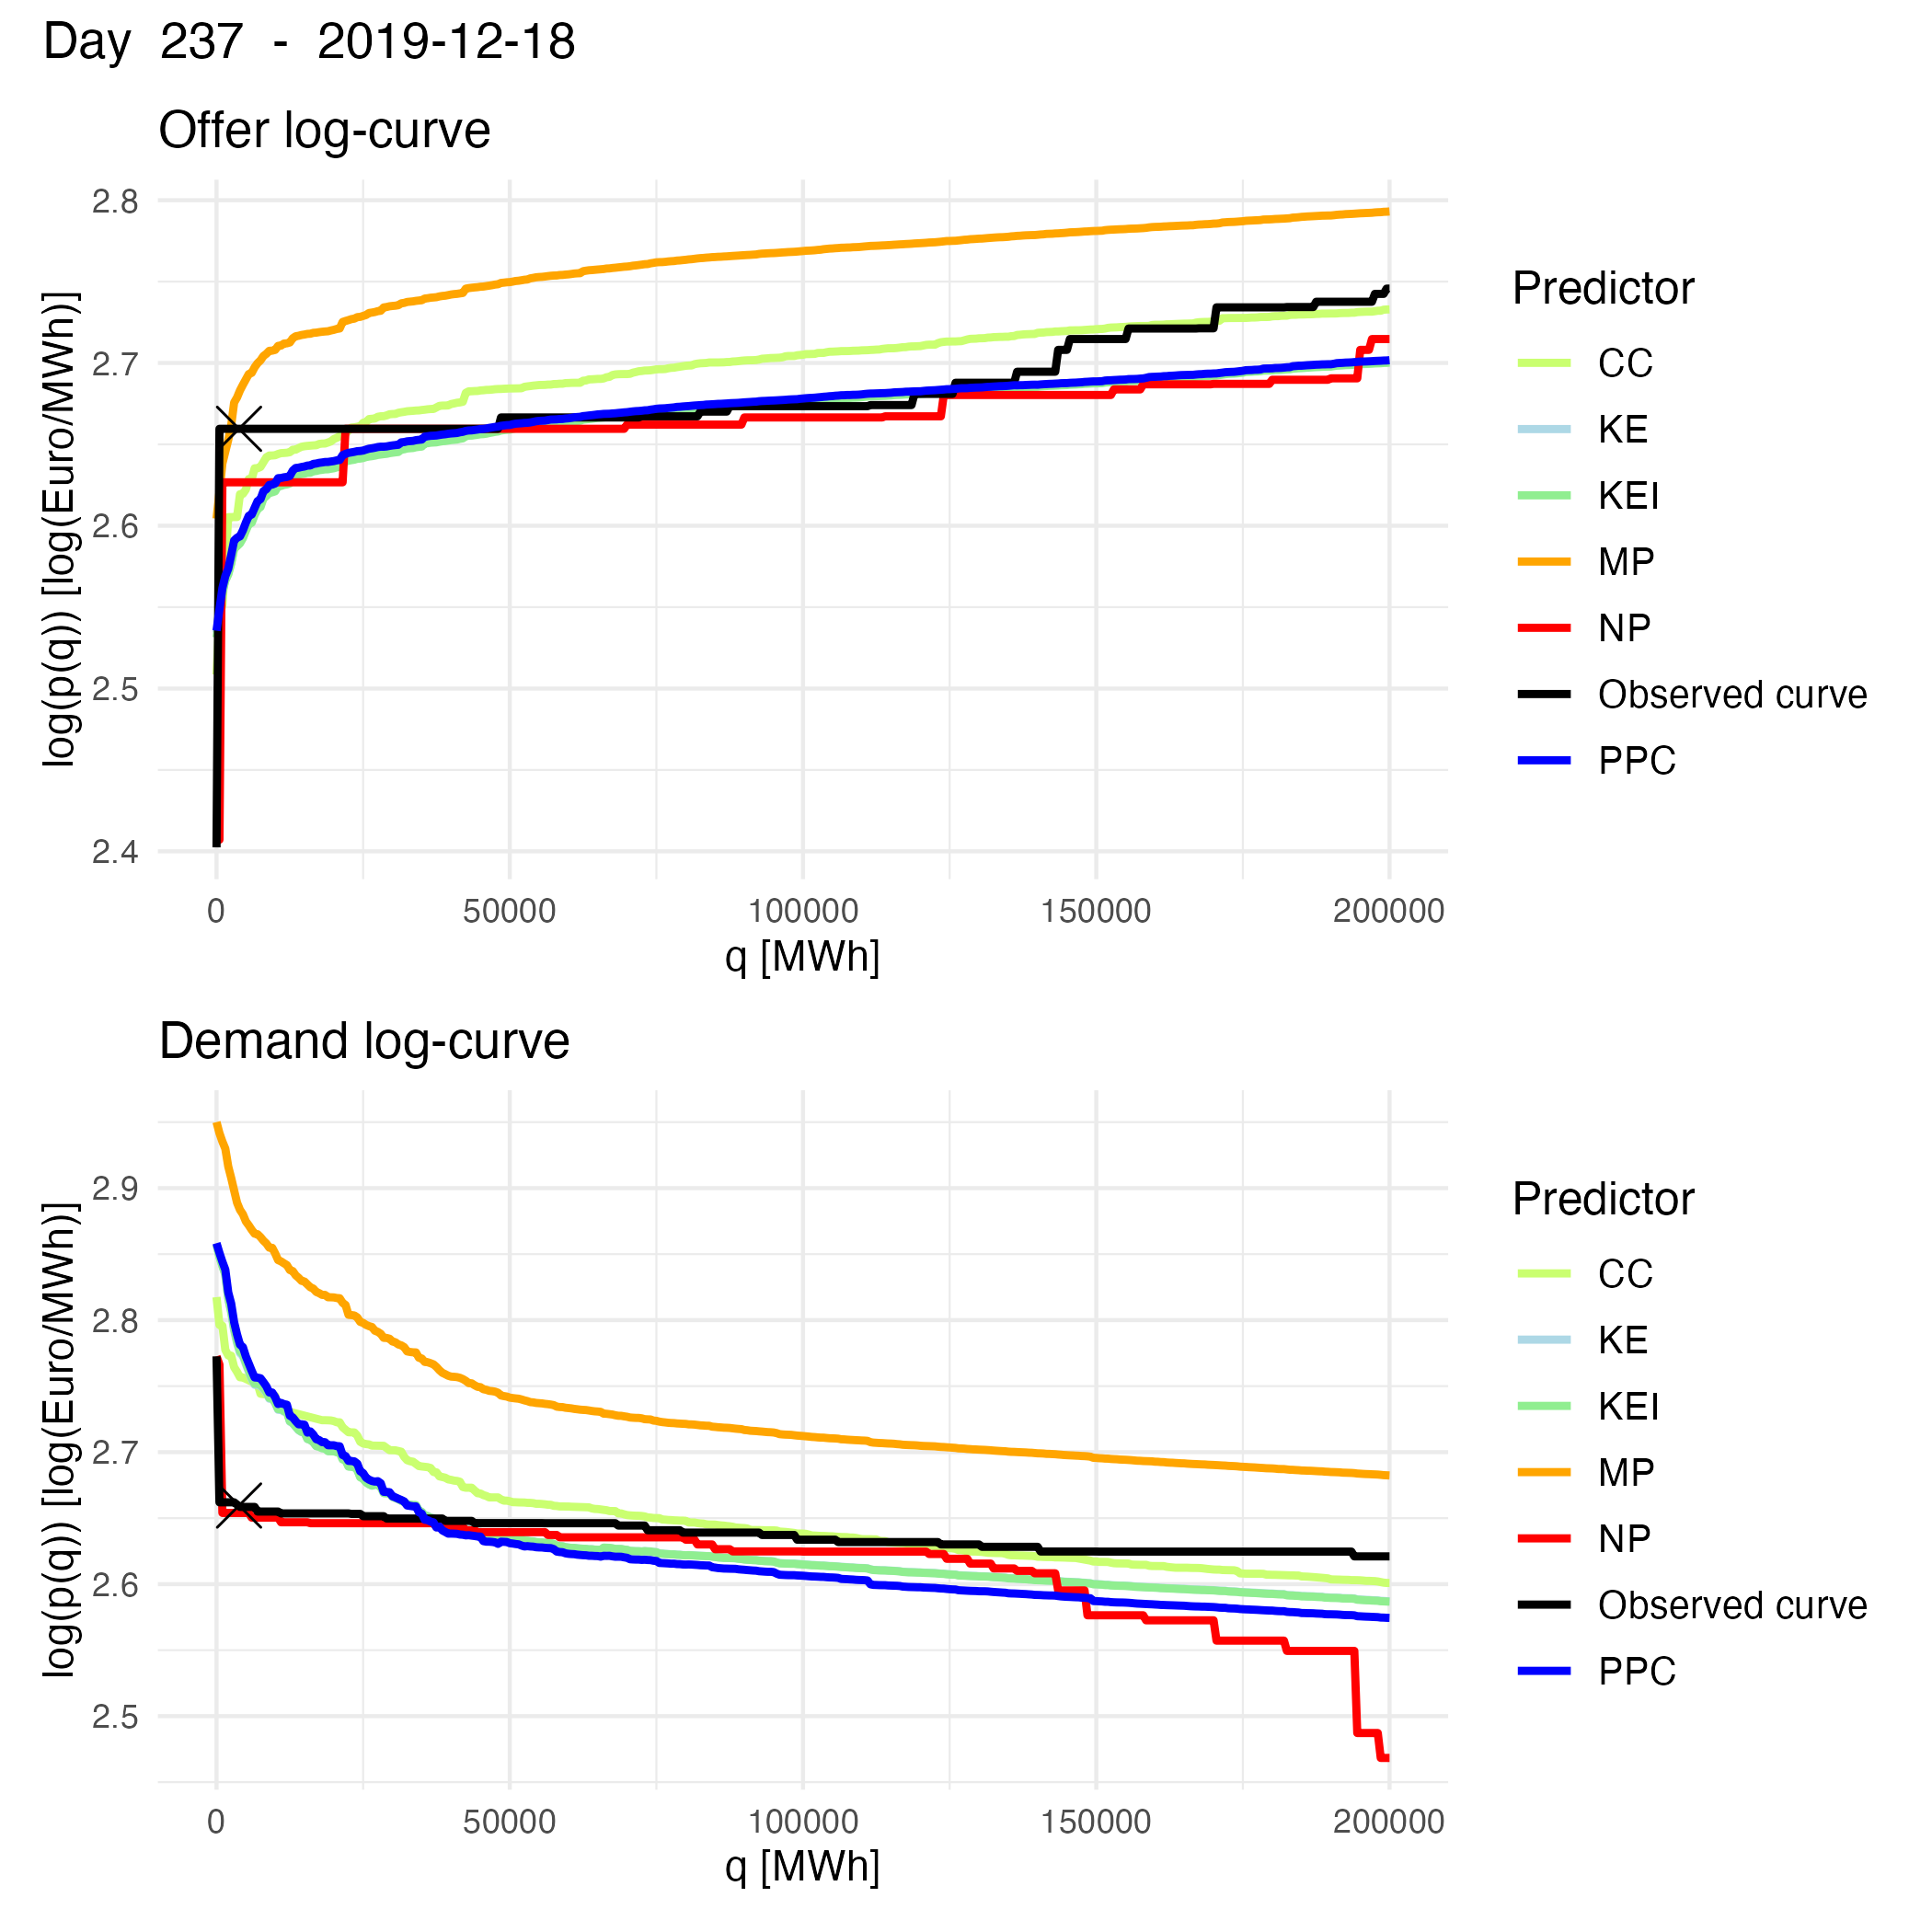 Day 237 - 2019-12-18
Offer log-curve
log(p(q)) [log(Euro/MWh)]
2.8
2.7
2.6
2.5
2.4
0 50000 100000 150000 200000
q [MWh]
Predictor
CC
KE
KEI
MP
NP
Observed curve
PPC
Demand log-curve
log(p(q)) [log(Euro/MWh)]
2.9
2.8
2.7
2.6
2.5
0 50000 100000 150000 200000
q [MWh]
Predictor
CC
KE
KEI
MP
NP
Observed curve
PPC